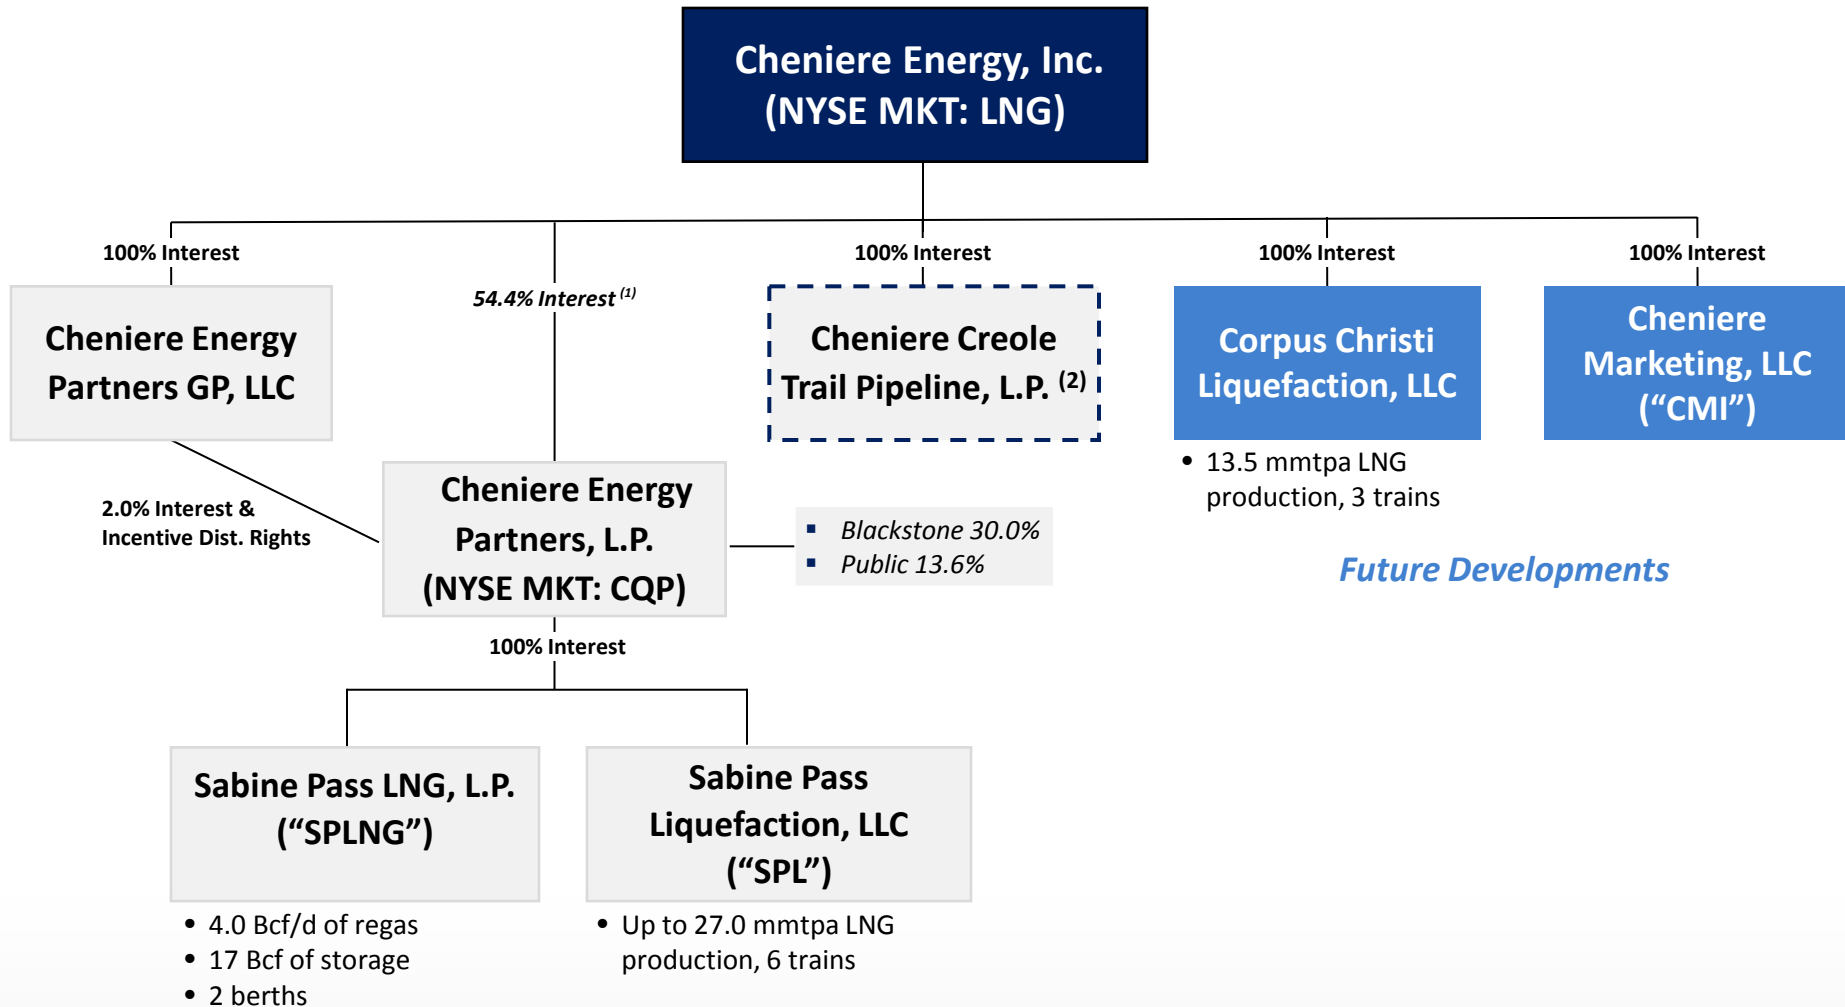 Cheniere Energy, Inc.
(NYSE MKT: LNG)
100% Interest
54.4% Interest (1)
100% Interest
100% Interest
100% Interest
Cheniere Energy
Partners GP, LLC
Cheniere Creole
Trail Pipeline, L.P. (2)
Corpus Christi
Liquefaction, LLC
Cheniere
Marketing, LLC
(“CMI”)
• 13.5 mmtpa LNG
production, 3 trains
2.0% Interest &
Incentive Dist. Rights
Cheniere Energy
Partners, L.P.
(NYSE MKT: CQP)
▪ Blackstone 30.0%
▪ Public 13.6%
Future Developments
100% Interest
Sabine Pass LNG, L.P.
(“SPLNG”)
Sabine Pass
Liquefaction, LLC
(“SPL”)
• 4.0 Bcf/d of regas
• 17 Bcf of storage
• 2 berths
• Up to 27.0 mmtpa LNG
production, 6 trains